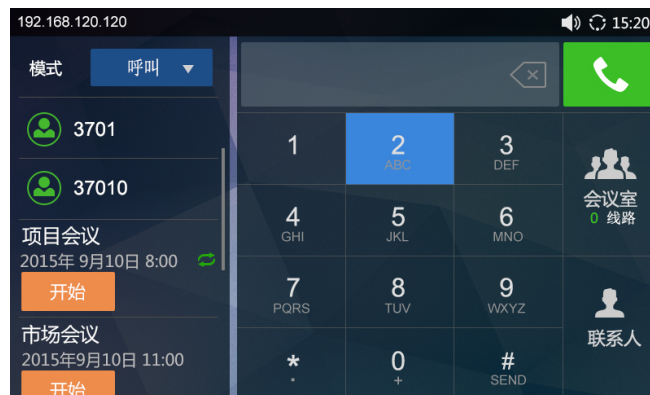 192.168.120.120
15:20
模式
呼叫
3701
37010
项目会议
2015年 9月10日 8:00
开始
市场会议
2015年9月10日 11:00
开始
1
2
ABC
3
DEF
4
GHI
5
JKL
6
MNO
7
PQRS
8
TUV
9
WXYZ
*
.
0
+
#
SEND
会议室
0 线路
联系人